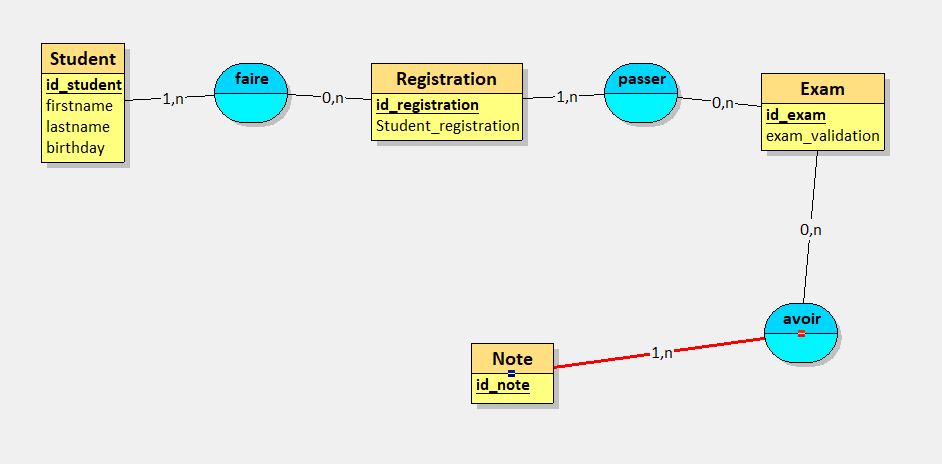 Student
id_student
firstname
lastname
birthday
1,n
faire
0,n
Registration
id_registration
Student_registration
1,n
passer
0,n
Exam
id_exam
exam_validation
0,n
avoir
1,n
Note
id_note